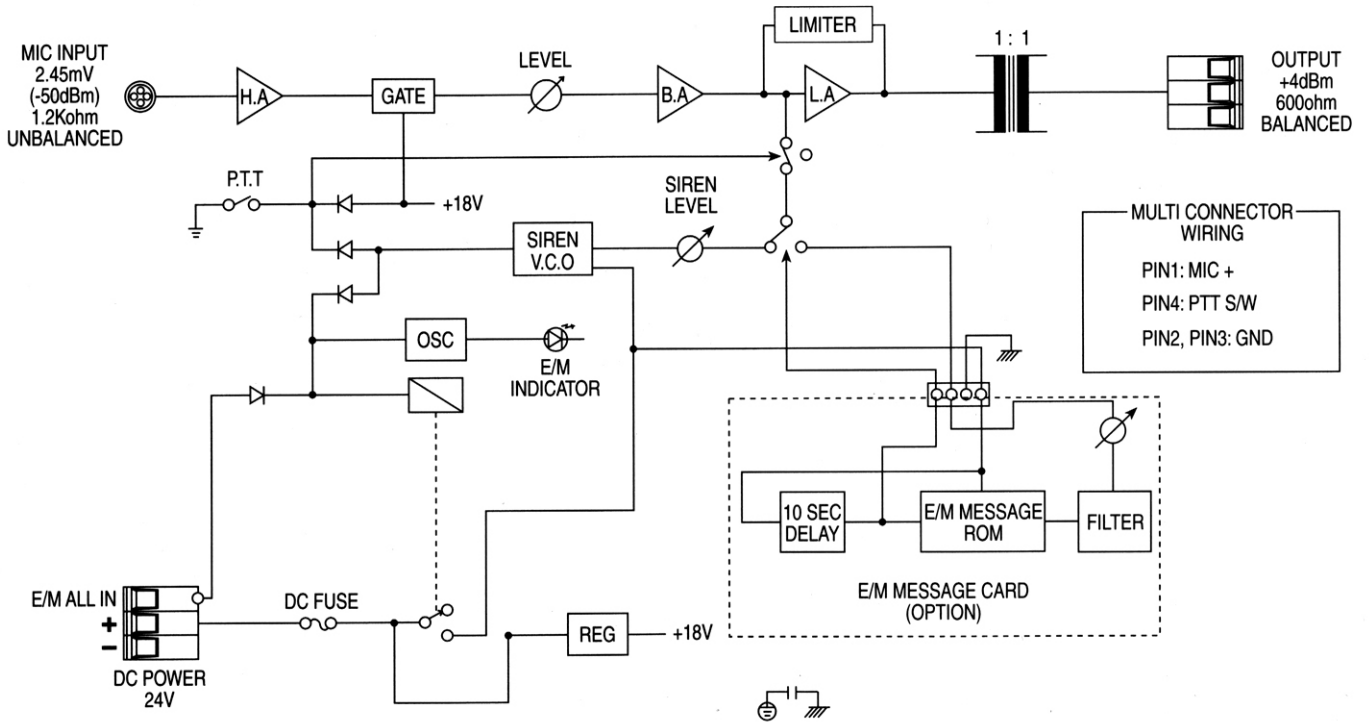 MIC INPUT
2.45mV
(-50dBm)
1.2Kohm
UNBALANCED
H.A
GATE
LEVEL
B.A
LIMITER
L.A
1 : 1
OUTPUT
+4dBm
600ohm
BALANCED
P.T.T
+18V
SIREN
V.C.O
SIREN
LEVEL
MULTI CONNECTOR
WIRING
PIN1: MIC +
PIN4: PTT S/W
PIN2, PIN3: GND
OSC
E/M
INDICATOR
10 SEC
DELAY
E/M MESSAGE
ROM
FILTER
E/M MESSAGE CARD
(OPTION)
E/M ALL IN
+
−
DC POWER
24V
DC FUSE
REG
+18V